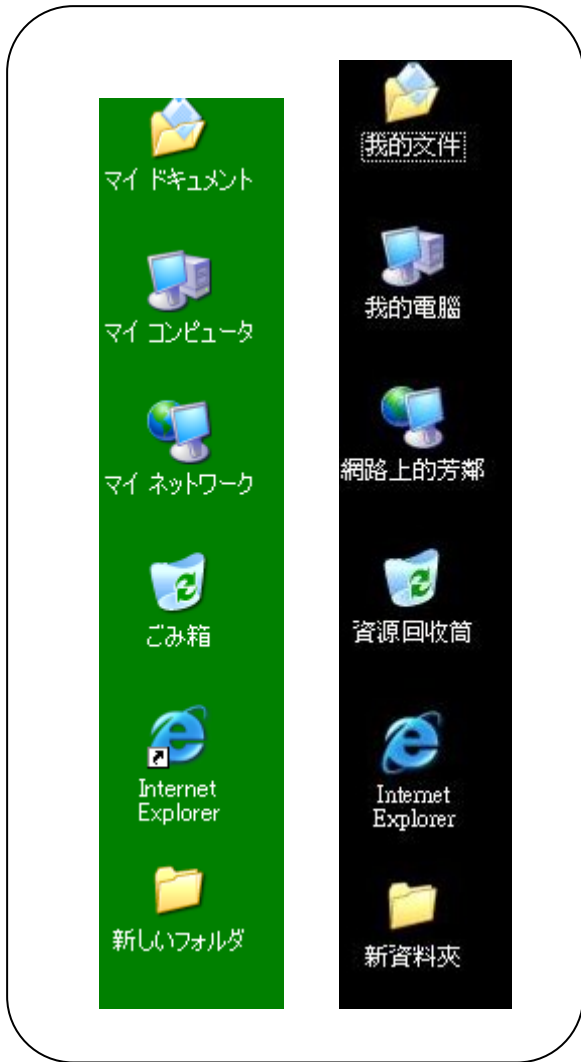 マイ ドキュメント
マイ コンピュータ
マイ ネットワーク
ごみ箱
Internet
Explorer
新しいフォルダ
我的文件
我的電腦
網路上的芳鄰
資源回收筒
Internet
Explorer
新資料夾